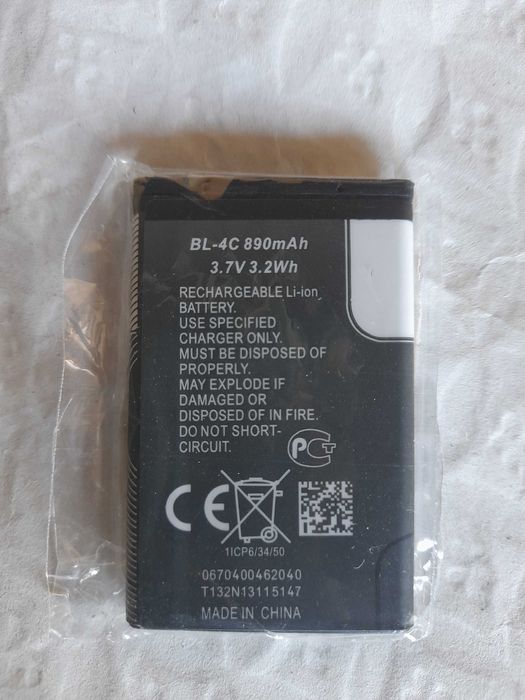 BL-4C 890mAh
3.7V 3.2Wh
RECHARGEABLE Li-ion
BATTERY.
USE SPECIFIED
CHARGER ONLY.
MUST BE DISPOSED OF
PROPERLY.
MAY EXPLODE IF
DAMAGED OR
DISPOSED OF IN FIRE.
DO NOT SHORT-
CIRCUIT.
РСТ
CE
1ICP6/34/50
0670400462040
T132N13115147
MADE IN CHINA